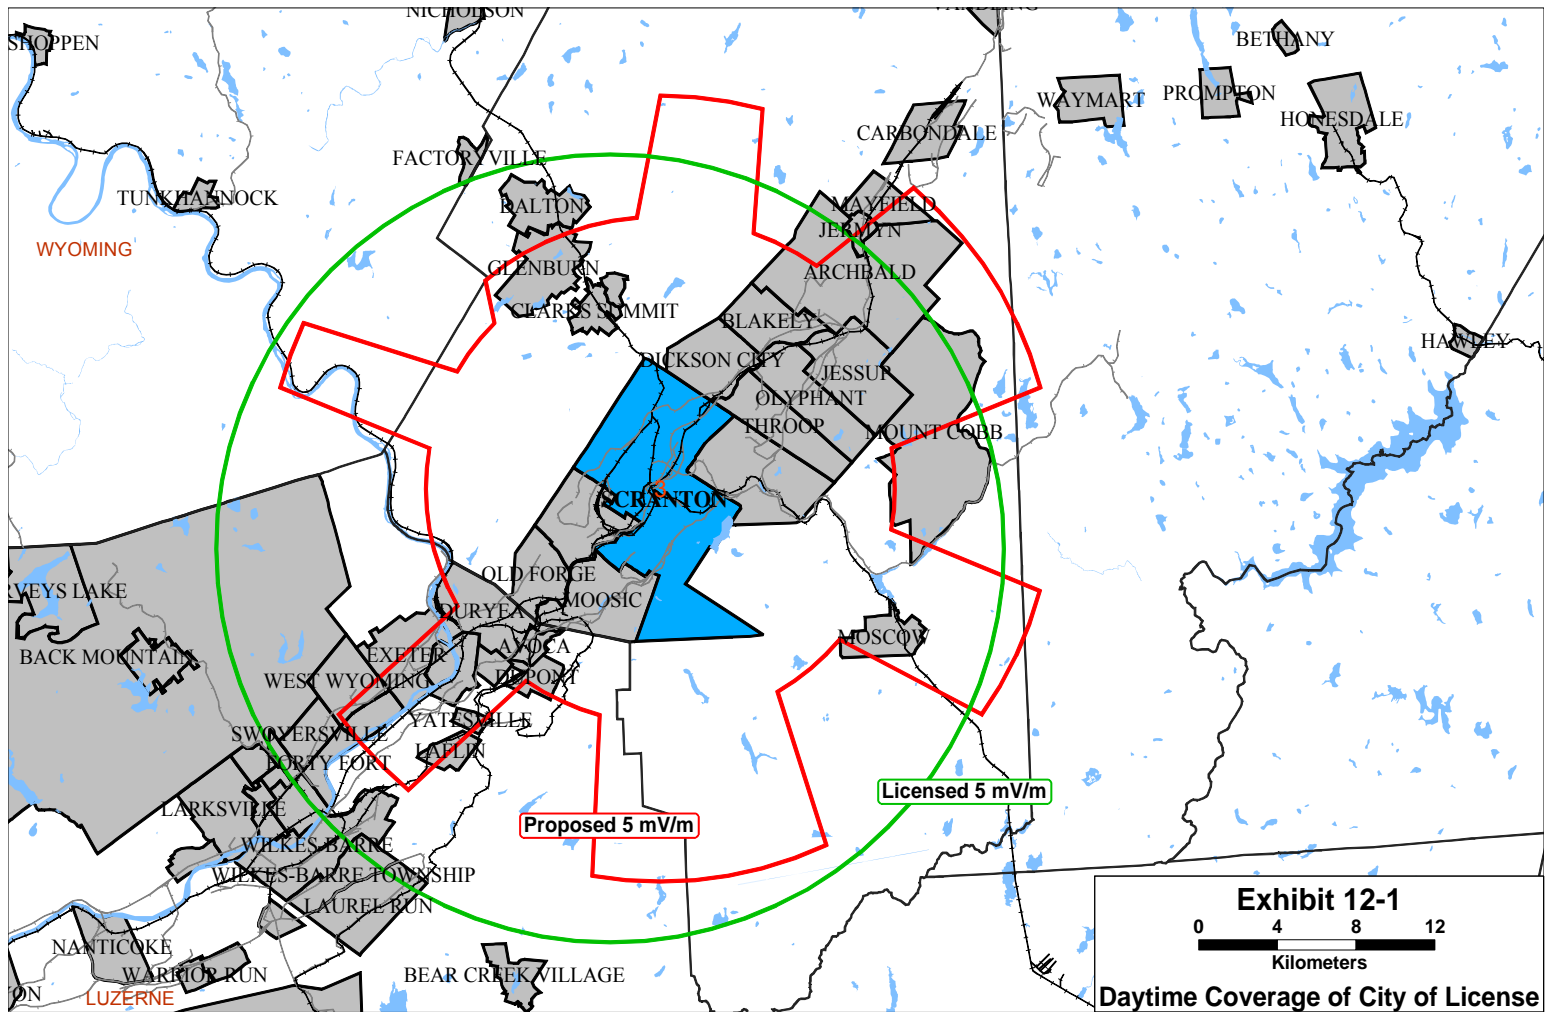 NICHOLSON
VANDLING
SHOPPEN
BETHANY
WAYMART
PROMPTON
HONESDALE
CARBONDALE
FACTORYVILLE
TUNKHANNOCK
DALTON
MAYFIELD
JERMYN
WYOMING
GLENBURN
ARCHBALD
CLARKS SUMMIT
BLAKELY
HAWLEY
DICKSON CITY
JESSUP
OLYPHANT
THROOP
MOUNT COBB
SCRANTON
OLD FORGE
RVEYS LAKE
MOOSIC
DURYEA
MOSCOW
AVOCA
BACK MOUNTAIN
EXETER
DUPONT
WEST WYOMING
YATESVILLE
SWOYERSVILLE
LAFLIN
FORTY FORT
Licensed 5 mV/m
LARKSVILLE
Proposed 5 mV/m
WILKES-BARRE
WILKES-BARRE TOWNSHIP
LAUREL RUN
NANTICOKE
WARRIOR RUN
BEAR CREEK VILLAGE
YON
LUZERNE
Exhibit 12-1
0 4 8 12
Kilometers
Daytime Coverage of City of License